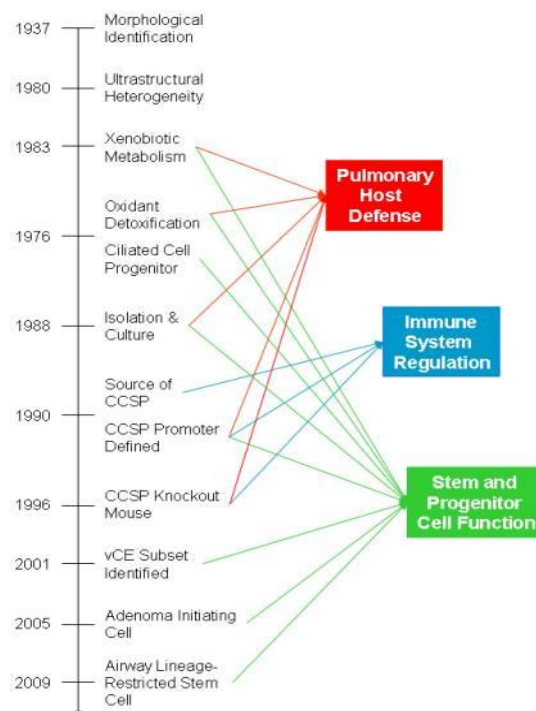 1937
Morphological
Identification
1980
Ultrastructural
Heterogeneity
1983
Xenobiotic
Metabolism
Pulmonary
Host
Defense
Oxidant
Detoxification
1976
Ciliated Cell
Progenitor
1988
Isolation &
Culture
Immune
System
Regulation
Source of
CCSP
1990
CCSP Promoter
Defined
Stem and
Progenitor
Cell Function
1996
CCSP Knockout
Mouse
2001
vCE Subset
Identified
2005
Adenoma Initiating
Cell
2009
Airway Lineage-
Restricted Stem
Cell